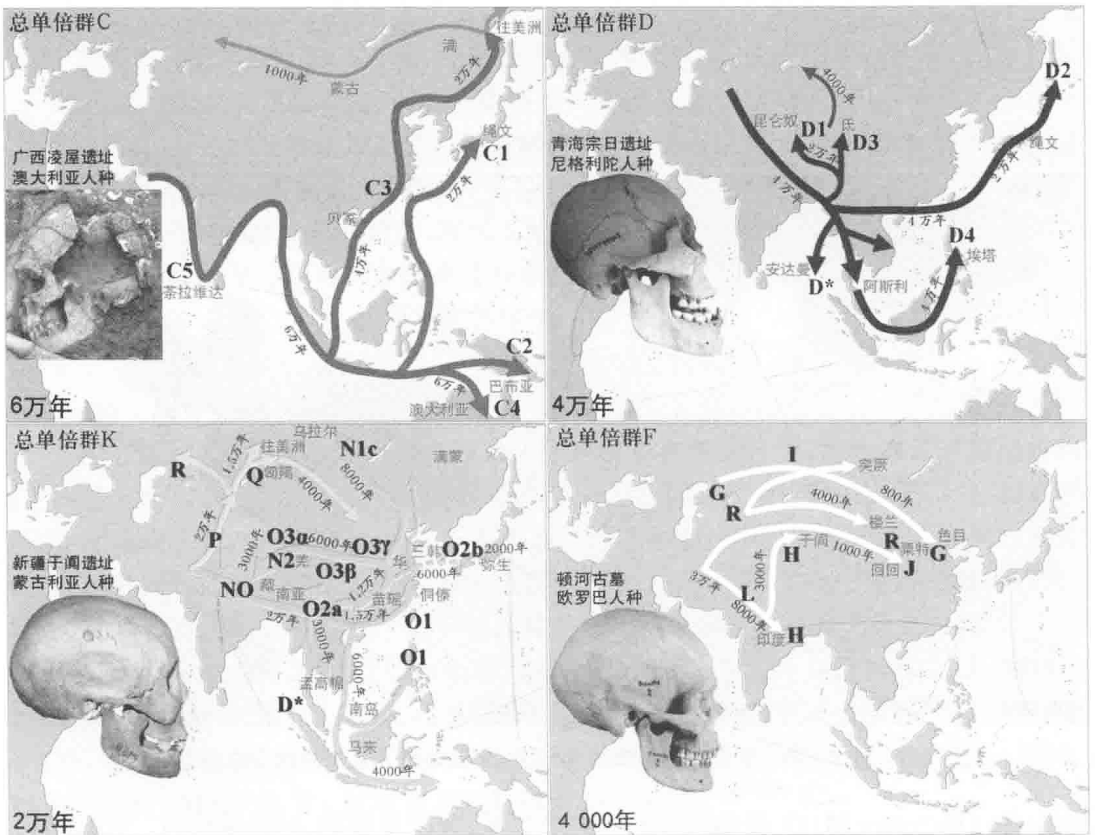 总单倍群C
往美洲
满
2万年
1000年
蒙古
绳文
C1
广西凌屋遗址
澳大利亚人种
C3
2万年
贝加
4万年
C5
荼拉维达
6万年
C2
巴布亚
6万年
澳大利亚
C4
6万年
总单倍群D
D2
4000年
昆仑奴
D1
氐
D3
青海宗日遗址
尼格利陀人种
绳文
2万年
4万年
4万年
D4
安达曼
埃塔
D*
阿斯利
4万年
总单倍群K
乌拉尔
往美洲
N1c
满蒙
R
1.5万年
Q
匈羯
8000年
4000年
2万年
P
3000年
O3α
6000年
O3γ
华
三韩
O2b
2000年
弥生
新疆于阗遗址
蒙古利亚人种
N2
羌
O3β
6000年
NO
南亚
苗瑶
侗傣
O2a
2万年
1.5万年
O1
3000年
O1
6000年
孟高棉
D*
南岛
马来
4000年
2万年
总单倍群F
I
突厥
G
R
4000年
800年
楼兰
色目
于阗
R
粟特
G
H
1000年
J
回回
顿河古墓
欧罗巴人种
3万年
3000年
L
8000年
印度
H
4 000年